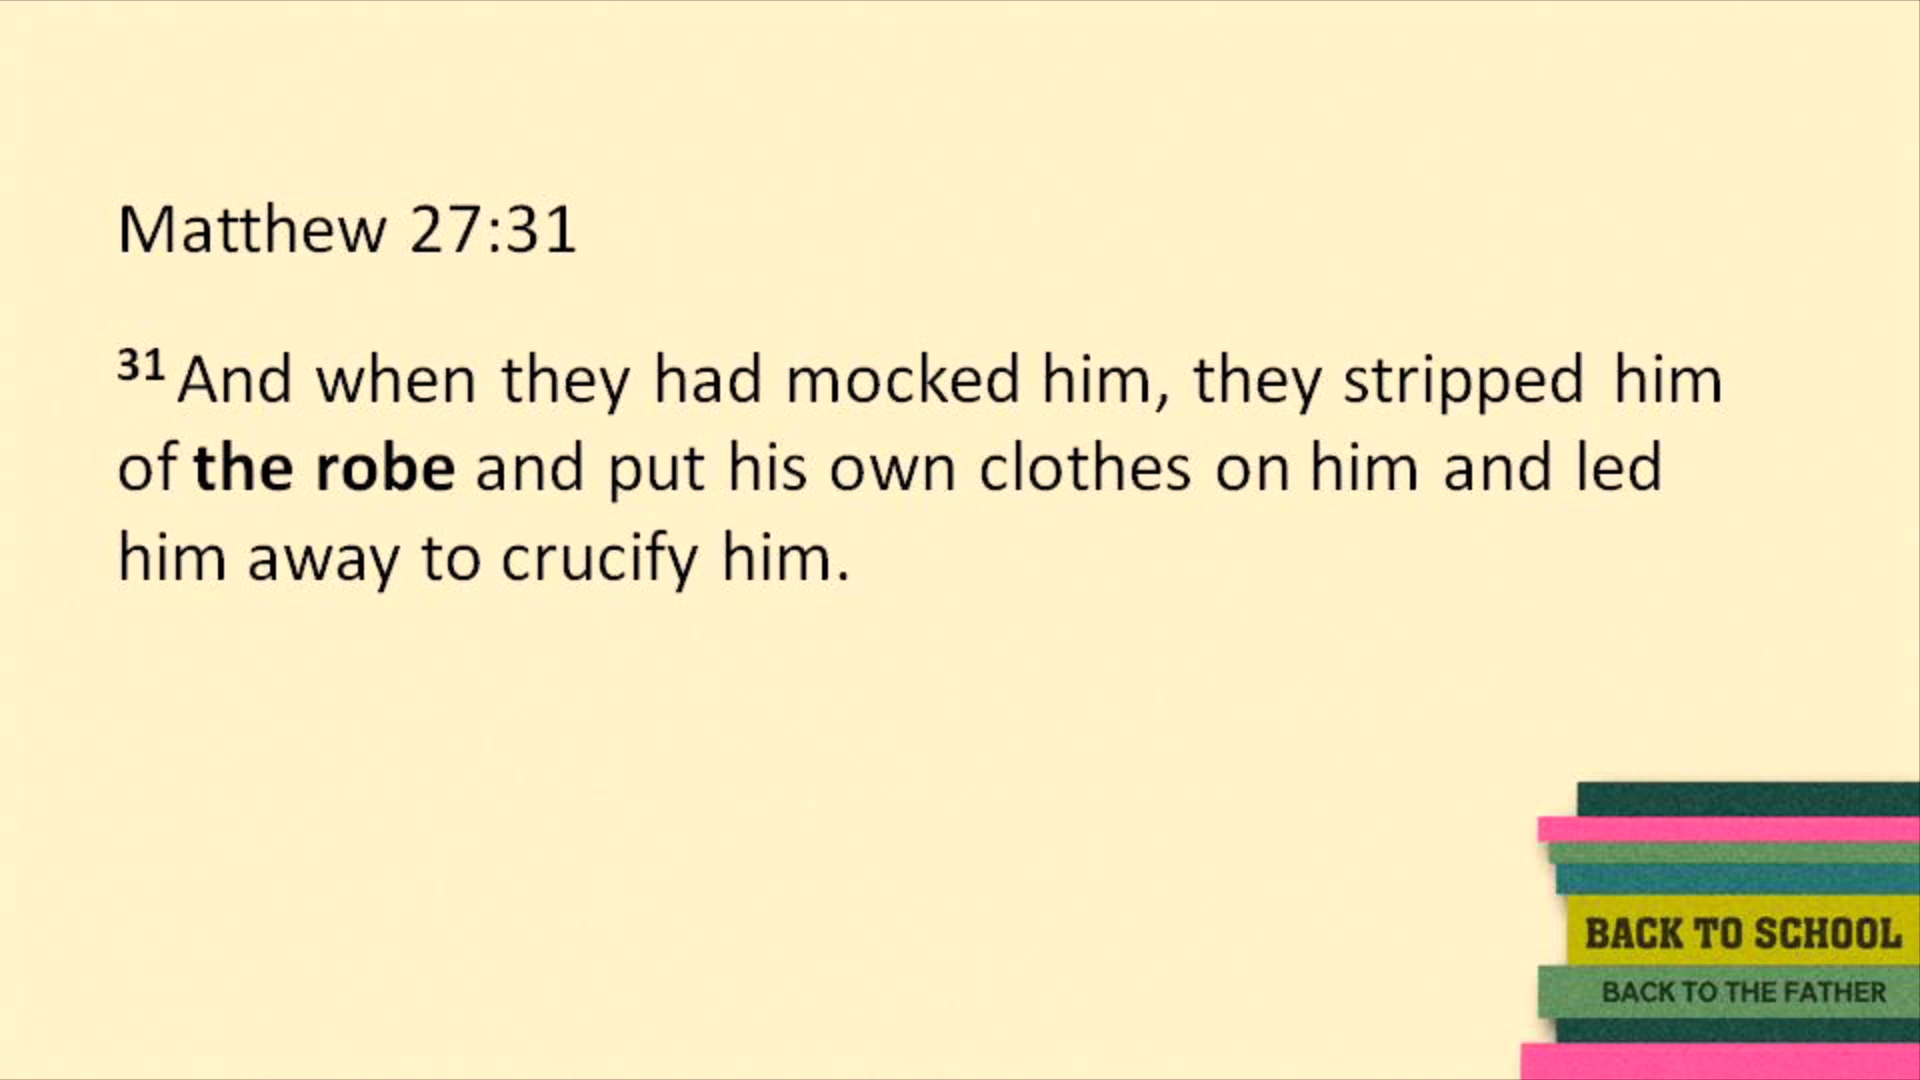 Matthew 27:31
31 And when they had mocked him, they stripped him
of the robe and put his own clothes on him and led
him away to crucify him.
BACK TO SCHOOL
BACK TO THE FATHER